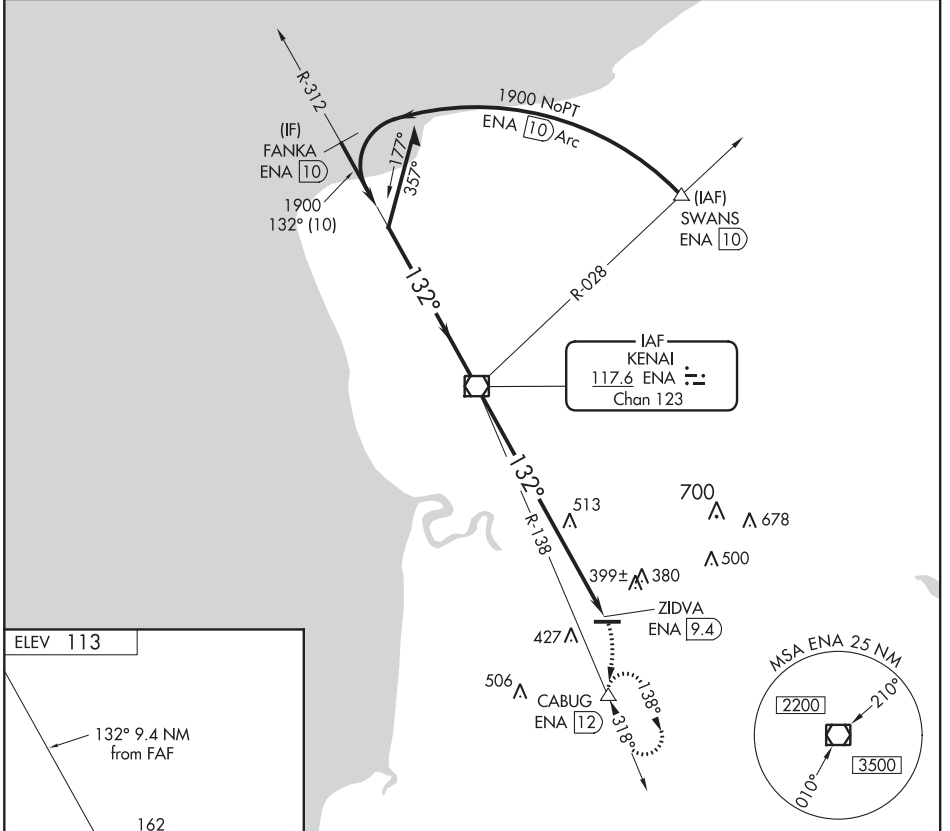 R-312
1900 NoPT
ENA 10 Arc
(IF)
FANKA
ENA 10
177°
357°
1900
132° (10)
(IAF)
SWANS
ENA 10
132°
R-028
IAF
KENAI
117.6 ENA
Chan 123
132°
R-138
513
700
678
500
399±
380
ZIDVA
ENA 9.4
427
506
CABUG
ENA 12
138°
318°
ELEV 113
132° 9.4 NM
from FAF
162
MSA ENA 25 NM
2200
210°
3500
010°